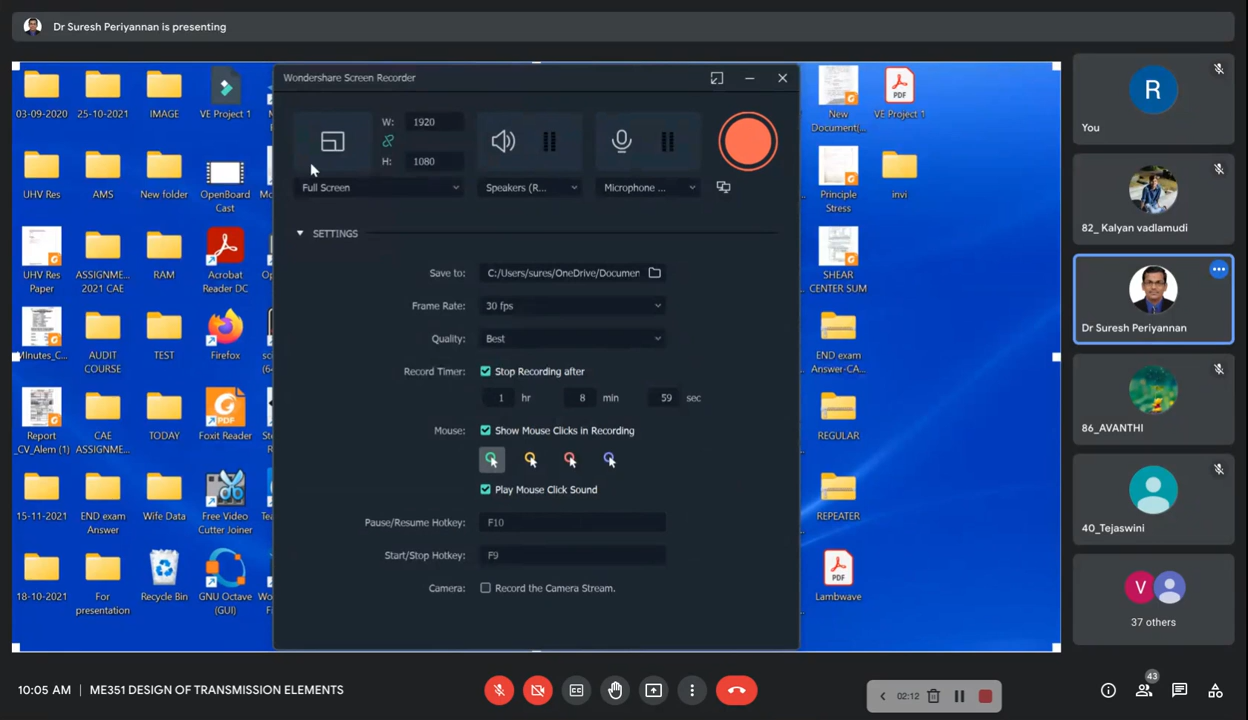 Dr Suresh Periyannan is presenting
Wondershare Screen Recorder
W: 1920
H: 1080
Full Screen
Speakers (R...
Microphone ...
SETTINGS
Save to: C:/Users/sures/OneDrive/Documen
Frame Rate: 30 fps
Quality: Best
Record Timer: Stop Recording after
1 hr 8 min 59 sec
Mouse: Show Mouse Clicks in Recording
Play Mouse Click Sound
Pause/Resume Hotkey: F10
Start/Stop Hotkey: F9
Camera: Record the Camera Stream.
03-09-2020
25-10-2021
IMAGE
VE Project 1
UHV Res
AMS
New folder
OpenBoard
Cast
UHV Res
Paper
ASSIGNME...
2021 CAE
RAM
Acrobat
Reader DC
Minutes_C...
AUDIT
COURSE
TEST
Firefox
Report
_CV_Alem (1)
CAE
ASSIGNME...
TODAY
Foxit Reader
15-11-2021
END exam
Answer
Wife Data
Free Video
Cutter Joiner
18-10-2021
For
presentation
Recycle Bin
GNU Octave
(GUI)
New
Document(...
PDF
VE Project 1
Principle
Stress
invi
SHEAR
CENTER SUM
END exam
Answer-CA...
REGULAR
REPEATER
PDF
Lambwave
R
You
82_ Kalyan vadlamudi
Dr Suresh Periyannan
86_AVANTHI
40_Tejaswini
V
37 others
10:05 AM | ME351 DESIGN OF TRANSMISSION ELEMENTS
CC
02:12
43